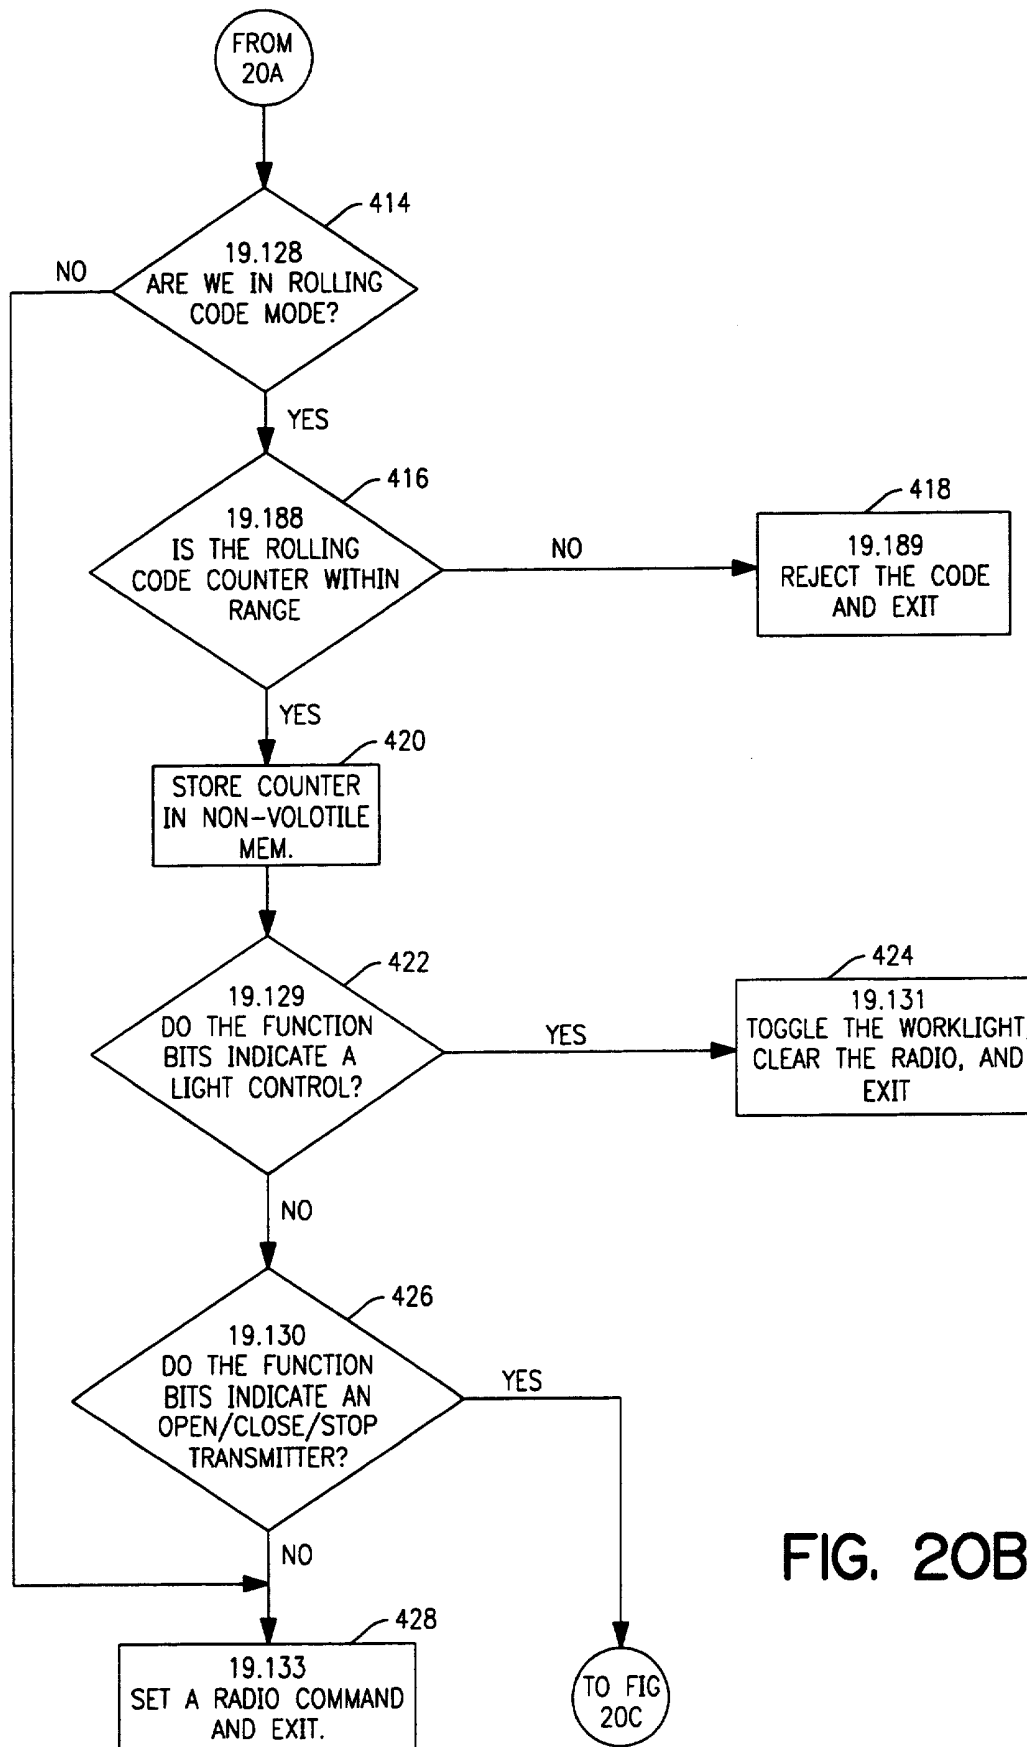 FROM
20A
414
19.128
ARE WE IN ROLLING
CODE MODE?
NO
YES
416
19.188
IS THE ROLLING
CODE COUNTER WITHIN
RANGE
NO
418
19.189
REJECT THE CODE
AND EXIT
YES
420
STORE COUNTER
IN NON-VOLOTILE
MEM.
422
19.129
DO THE FUNCTION
BITS INDICATE A
LIGHT CONTROL?
YES
424
19.131
TOGGLE THE WORKLIGHT,
CLEAR THE RADIO, AND
EXIT
NO
426
19.130
DO THE FUNCTION
BITS INDICATE AN
OPEN/CLOSE/STOP
TRANSMITTER?
YES
NO
428
19.133
SET A RADIO COMMAND
AND EXIT.
TO FIG
20C
FIG. 20B